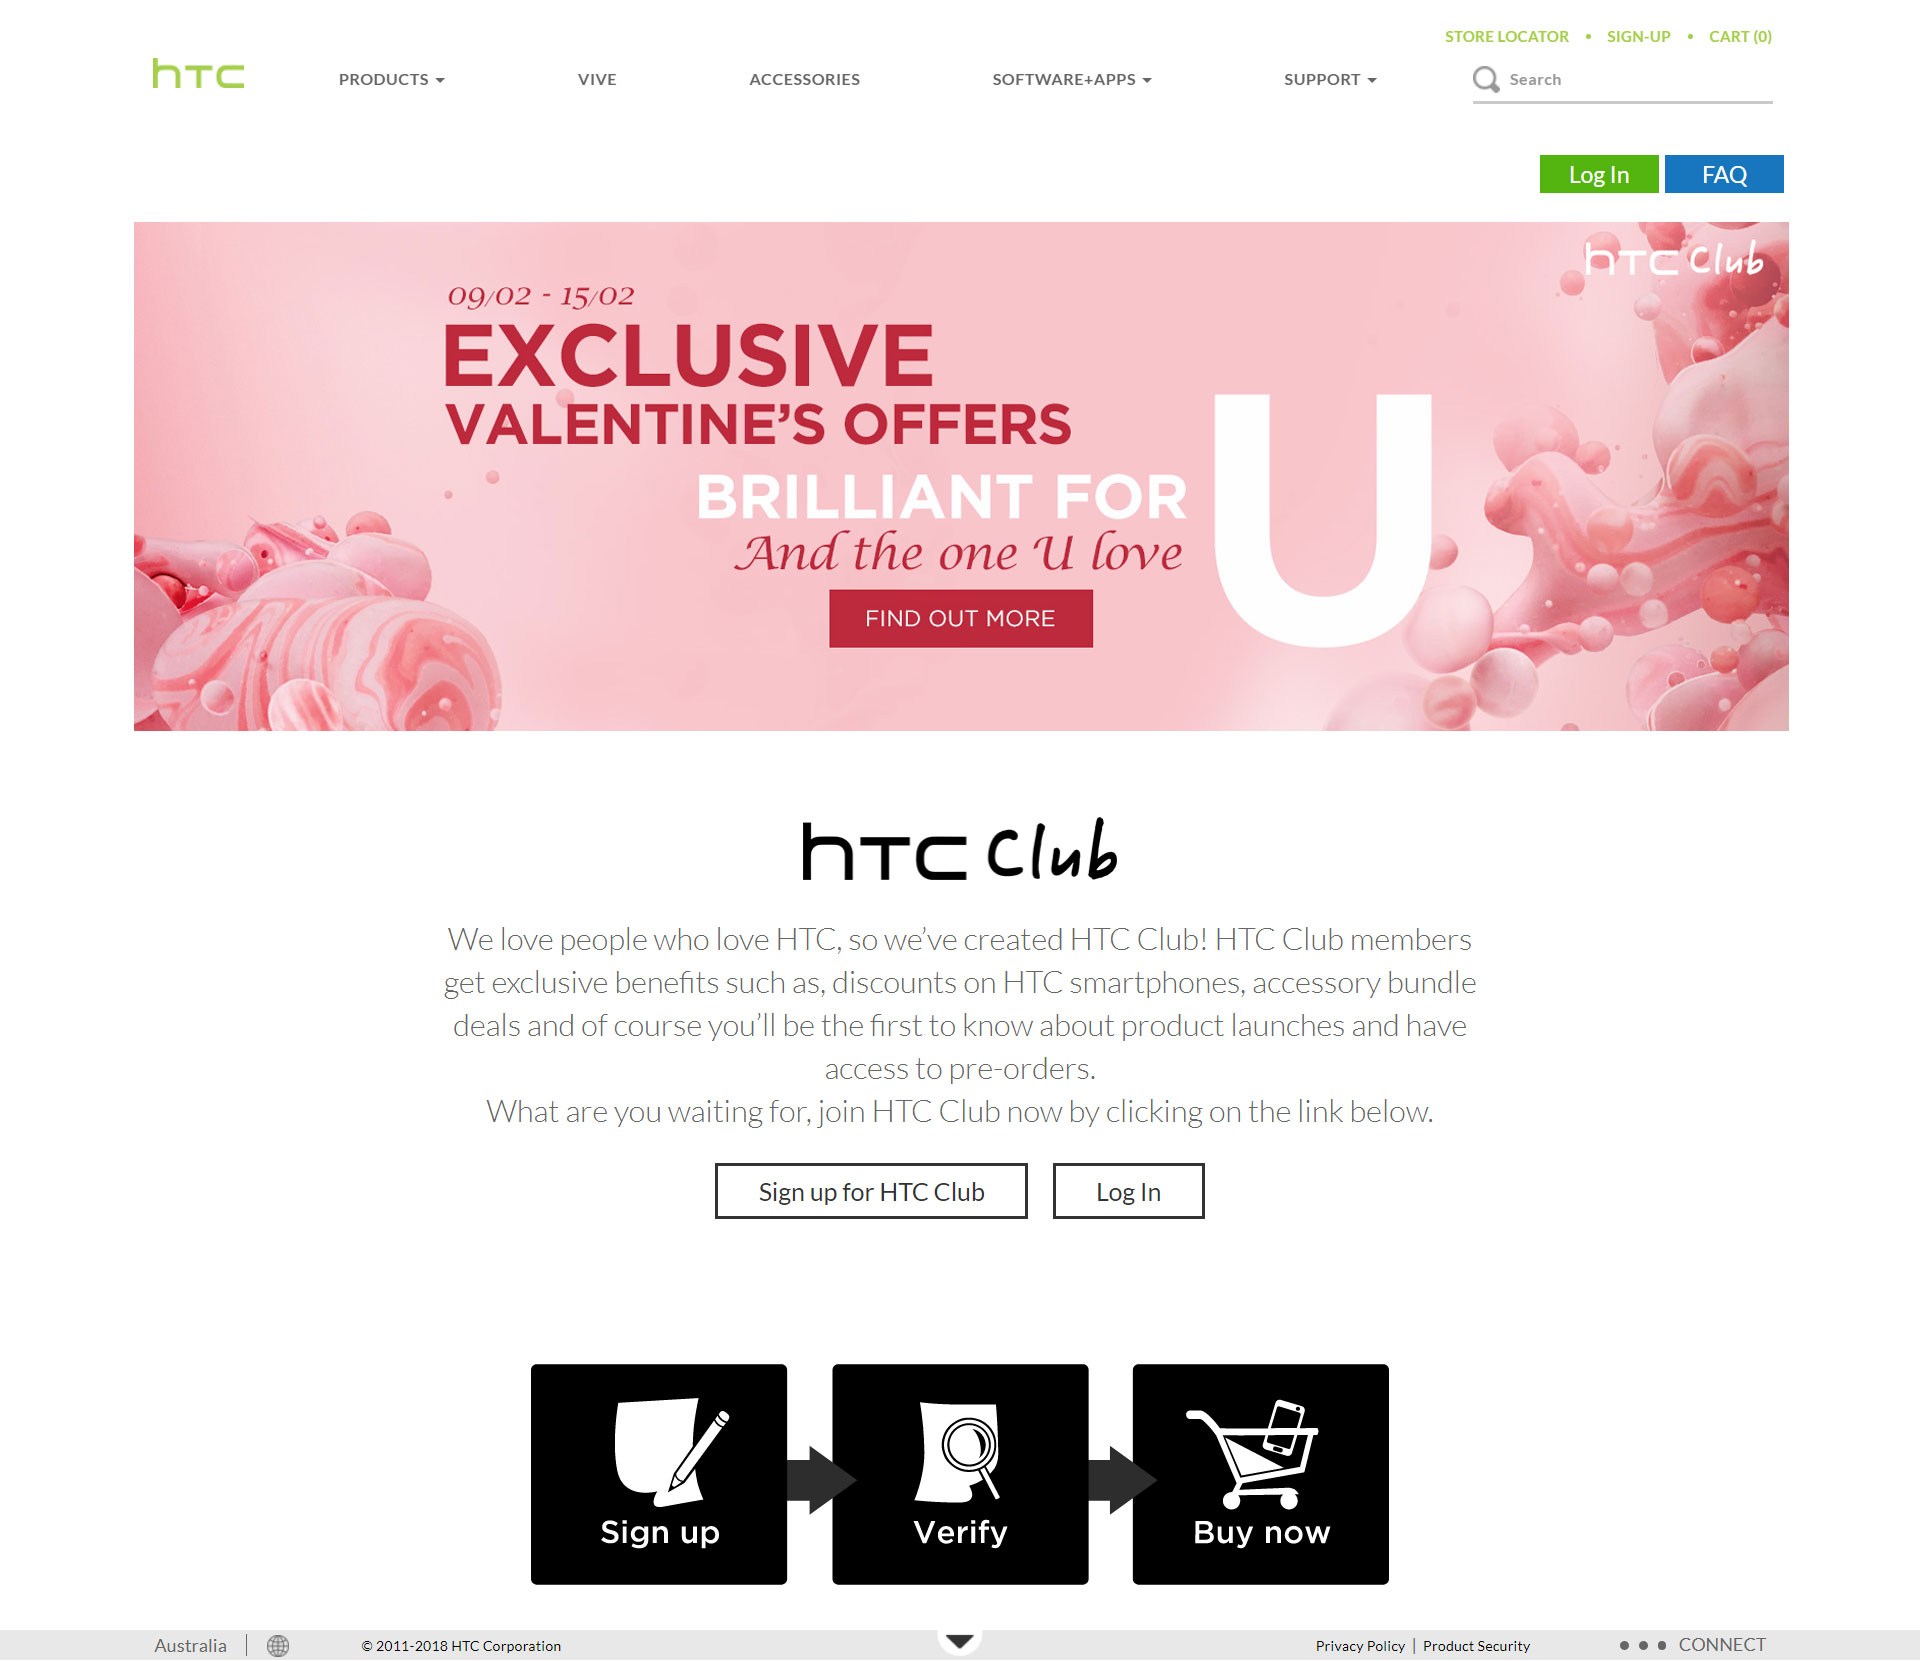 STORE LOCATOR • SIGN-UP • CART (0)
hTC PRODUCTS VIVE ACCESSORIES SOFTWARE+APPS SUPPORT Search
Log In FAQ
hTC Club
09/02 - 15/02
EXCLUSIVE
VALENTINE'S OFFERS
BRILLIANT FOR U
And the one U love
FIND OUT MORE
hTC Club
We love people who love HTC, so we've created HTC Club! HTC Club members
get exclusive benefits such as, discounts on HTC smartphones, accessory bundle
deals and of course you'll be the first to know about product launches and have
access to pre-orders.
What are you waiting for, join HTC Club now by clicking on the link below.
Sign up for HTC Club Log In
Sign up Verify Buy now
Australia | © 2011-2018 HTC Corporation Privacy Policy | Product Security ••• CONNECT